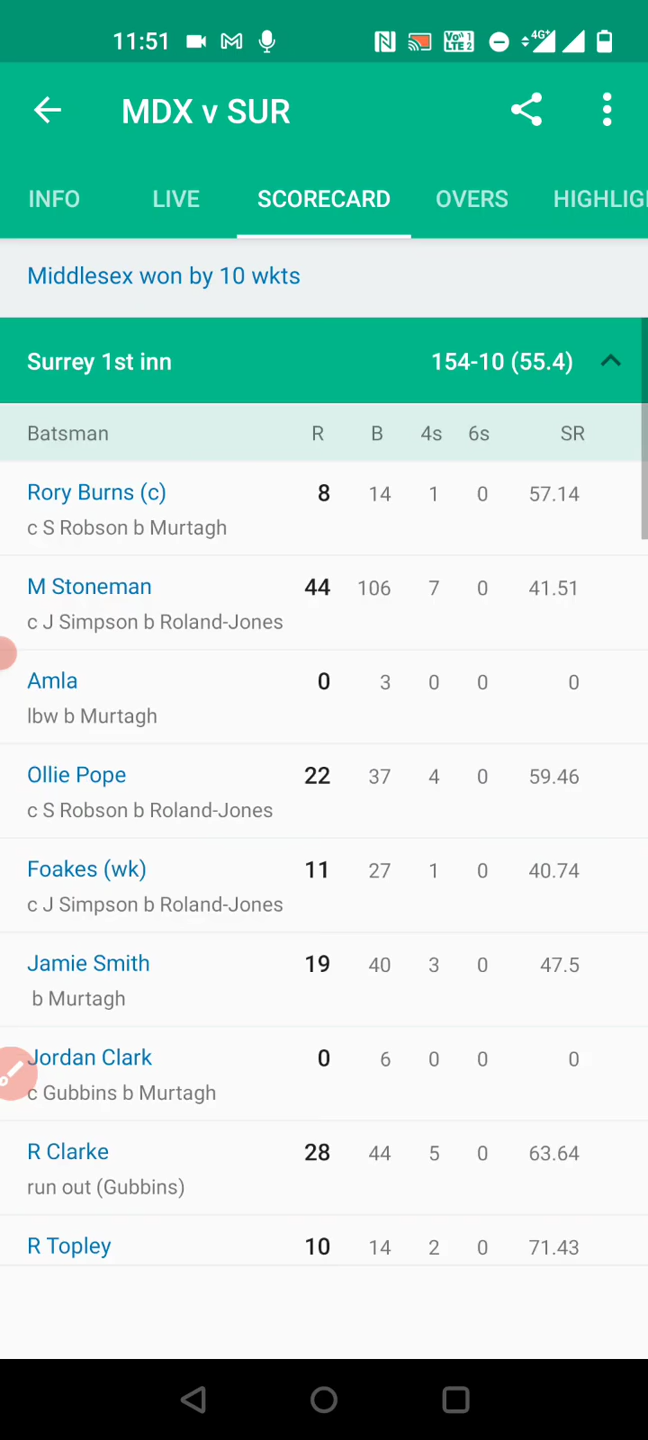 11:51 Vo)) 1 LTE 2 4G+
MDX v SUR
INFO LIVE SCORECARD OVERS HIGHLIG
Middlesex won by 10 wkts
Surrey 1st inn 154-10 (55.4)
Batsman R B 4s 6s SR
Rory Burns (c) 8 14 1 0 57.14
c S Robson b Murtagh
M Stoneman 44 106 7 0 41.51
c J Simpson b Roland-Jones
Amla 0 3 0 0 0
lbw b Murtagh
Ollie Pope 22 37 4 0 59.46
c S Robson b Roland-Jones
Foakes (wk) 11 27 1 0 40.74
c J Simpson b Roland-Jones
Jamie Smith 19 40 3 0 47.5
b Murtagh
Jordan Clark 0 6 0 0 0
c Gubbins b Murtagh
R Clarke 28 44 5 0 63.64
run out (Gubbins)
R Topley 10 14 2 0 71.43